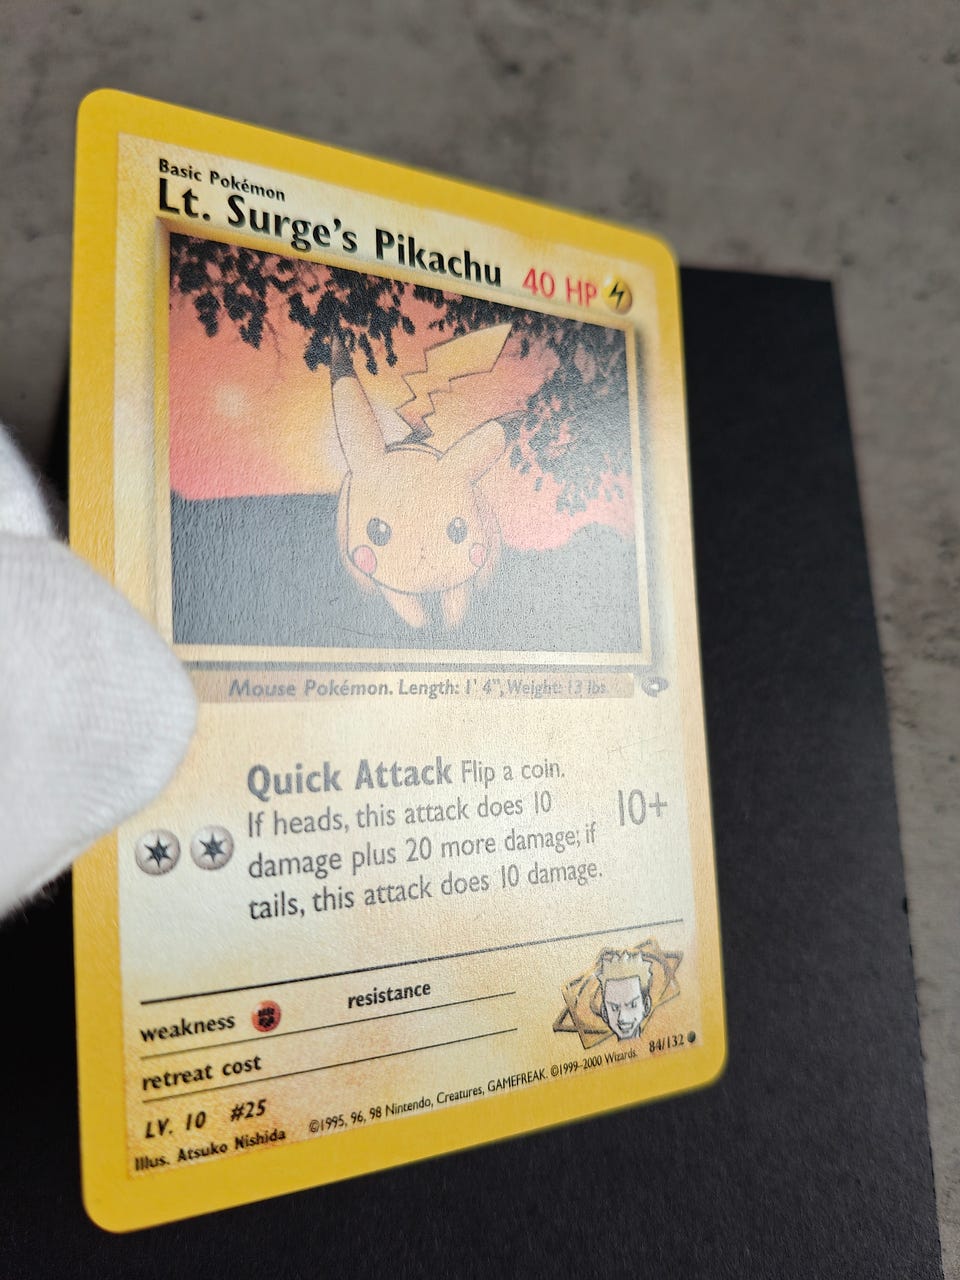 Basic Pokémon
Lt. Surge's Pikachu 40 HP
Mouse Pokémon. Length: 1' 4", Weight: 13 lbs.
Quick Attack Flip a coin.
If heads, this attack does 10
damage plus 20 more damage; if
tails, this attack does 10 damage.
10+
weakness
resistance
retreat cost
LV. 10 #25
Illus. Atsuko Nishida
©1995, 96, 98 Nintendo, Creatures, GAMEFREAK. ©1999-2000 Wizards.
84/132